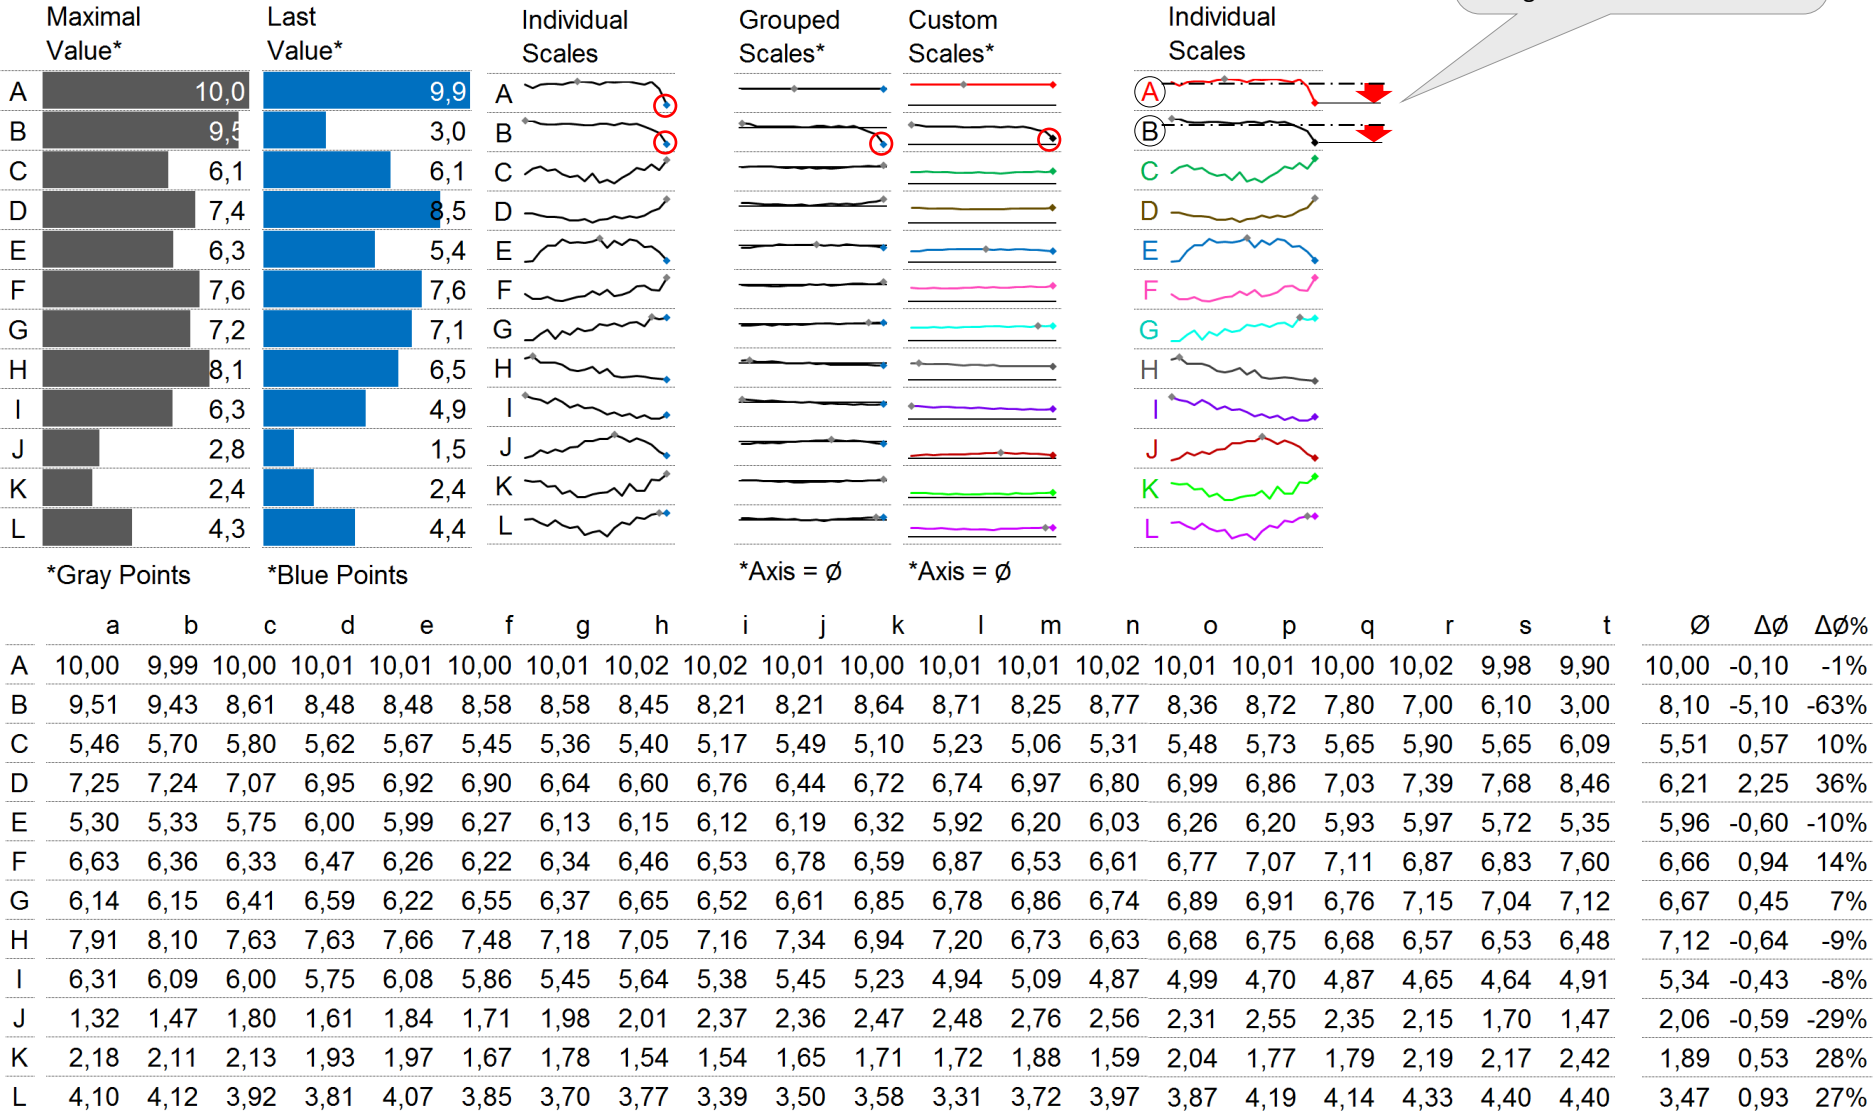 Maximal Last Individual Grouped Custom Individual
Value* Value* Scales Scales* Scales* Scales
A 10,0 9,9 A A
B 9,5 3,0 B B
C 6,1 6,1 C C
D 7,4 8,5 D D
E 6,3 5,4 E E
F 7,6 7,6 F F
G 7,2 7,1 G G
H 8,1 6,5 H H
I 6,3 4,9 I I
J 2,8 1,5 J J
K 2,4 2,4 K K
L 4,3 4,4 L L
*Gray Points *Blue Points *Axis = Ø *Axis = Ø
a b c d e f g h i j k l m n o p q r s t Ø ΔØ ΔØ%
A 10,00 9,99 10,00 10,01 10,01 10,00 10,01 10,02 10,02 10,01 10,00 10,01 10,01 10,02 10,01 10,01 10,00 10,02 9,98 9,90 10,00 -0,10 -1%
B 9,51 9,43 8,61 8,48 8,48 8,58 8,58 8,45 8,21 8,21 8,64 8,71 8,25 8,77 8,36 8,72 7,80 7,00 6,10 3,00 8,10 -5,10 -63%
C 5,46 5,70 5,80 5,62 5,67 5,45 5,36 5,40 5,17 5,49 5,10 5,23 5,06 5,31 5,48 5,73 5,65 5,90 5,65 6,09 5,51 0,57 10%
D 7,25 7,24 7,07 6,95 6,92 6,90 6,64 6,60 6,76 6,44 6,72 6,74 6,97 6,80 6,99 6,86 7,03 7,39 7,68 8,46 6,21 2,25 36%
E 5,30 5,33 5,75 6,00 5,99 6,27 6,13 6,15 6,12 6,19 6,32 5,92 6,20 6,03 6,26 6,20 5,93 5,97 5,72 5,35 5,96 -0,60 -10%
F 6,63 6,36 6,33 6,47 6,26 6,22 6,34 6,46 6,53 6,78 6,59 6,87 6,53 6,61 6,77 7,07 7,11 6,87 6,83 7,60 6,66 0,94 14%
G 6,14 6,15 6,41 6,59 6,22 6,55 6,37 6,65 6,52 6,61 6,85 6,78 6,86 6,74 6,89 6,91 6,76 7,15 7,04 7,12 6,67 0,45 7%
H 7,91 8,10 7,63 7,63 7,66 7,48 7,18 7,05 7,16 7,34 6,94 7,20 6,73 6,63 6,68 6,75 6,68 6,57 6,53 6,48 7,12 -0,64 -9%
I 6,31 6,09 6,00 5,75 6,08 5,86 5,45 5,64 5,38 5,45 5,23 4,94 5,09 4,87 4,99 4,70 4,87 4,65 4,64 4,91 5,34 -0,43 -8%
J 1,32 1,47 1,80 1,61 1,84 1,71 1,98 2,01 2,37 2,36 2,47 2,48 2,76 2,56 2,31 2,55 2,35 2,15 1,70 1,47 2,06 -0,59 -29%
K 2,18 2,11 2,13 1,93 1,97 1,67 1,78 1,54 1,54 1,65 1,71 1,72 1,88 1,59 2,04 1,77 1,79 2,19 2,17 2,42 1,89 0,53 28%
L 4,10 4,12 3,92 3,81 4,07 3,85 3,70 3,77 3,39 3,50 3,58 3,31 3,72 3,97 3,87 4,19 4,14 4,33 4,40 4,40 3,47 0,93 27%